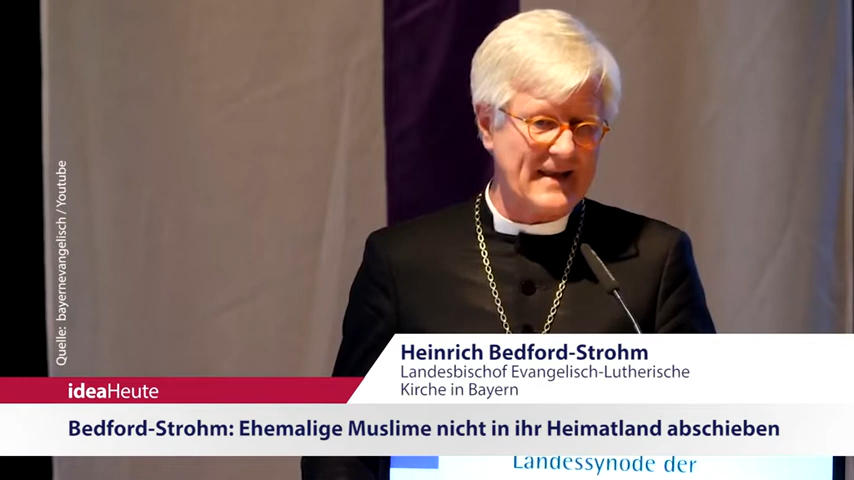 Quelle: bayernevangelisch / Youtube
Heinrich Bedford-Strohm
Landesbischof Evangelisch-Lutherische
Kirche in Bayern
ideaHeute
Bedford-Strohm: Ehemalige Muslime nicht in ihr Heimatland abschieben
Landessynode der